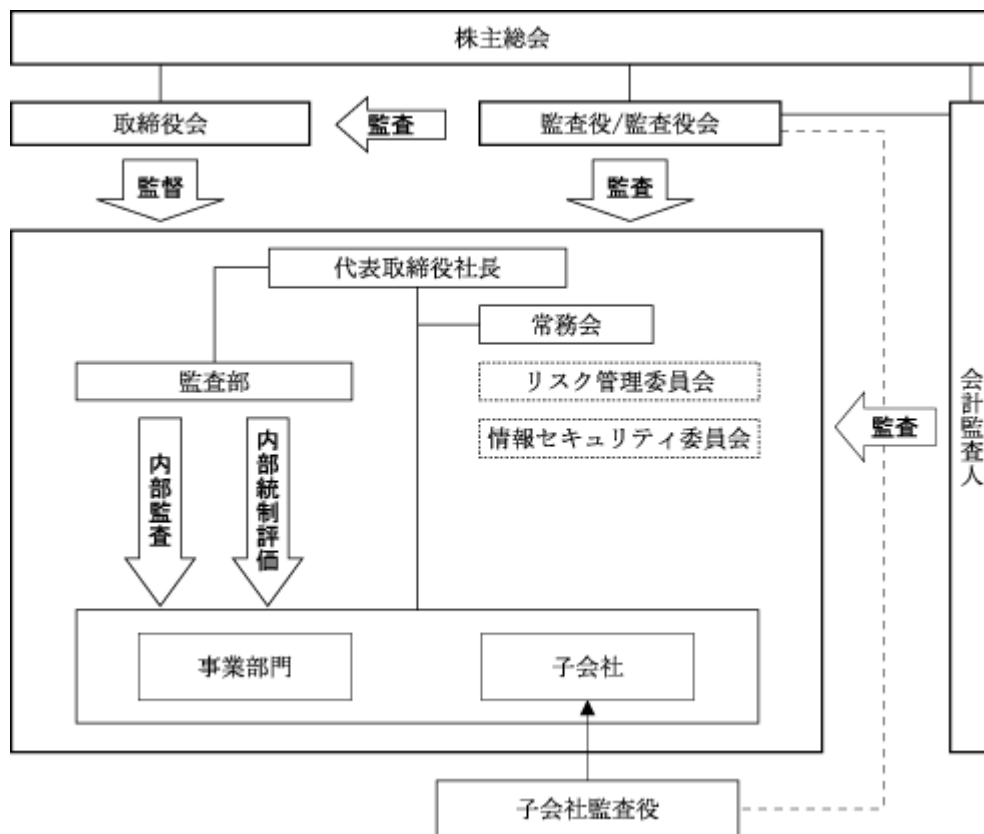 株主総会
取締役会
監査
監査役/監査役会
監督
監査
代表取締役社長
常務会
監査部
リスク管理委員会
情報セキュリティ委員会
監査
会計監査人
内部監査
内部統制評価
事業部門
子会社
子会社監査役